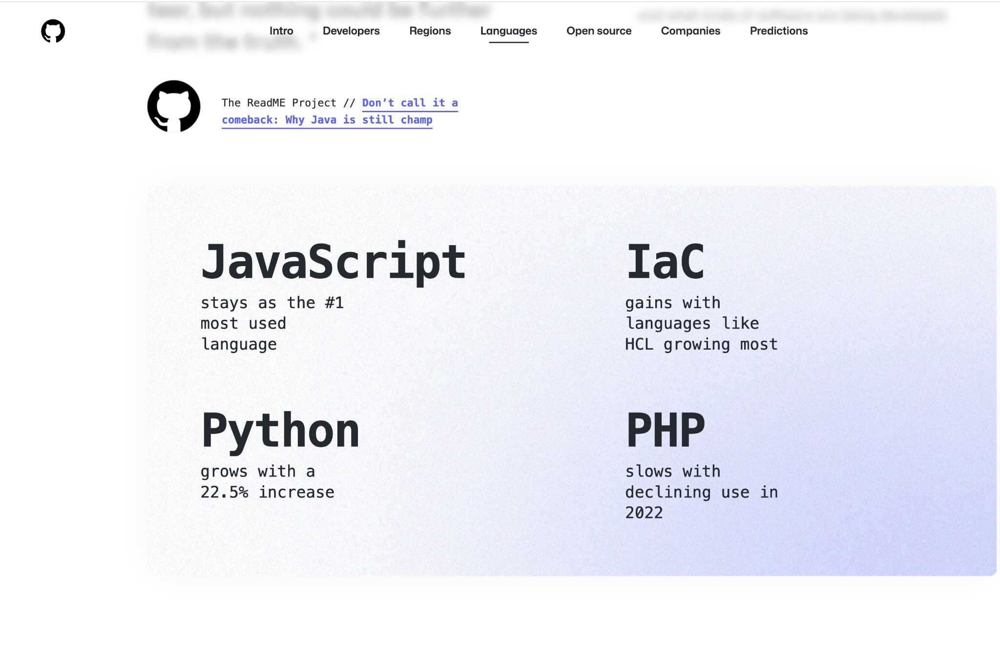 tear, but nothing could be further
and what kinds of software are being developed.
from the truth. "
Intro
Developers
Regions
Languages
Open source
Companies
Predictions
The ReadME Project // Don’t call it a
comeback: Why Java is still champ
JavaScript
stays as the #1
most used
language
IaC
gains with
languages like
HCL growing most
Python
grows with a
22.5% increase
PHP
slows with
declining use in
2022